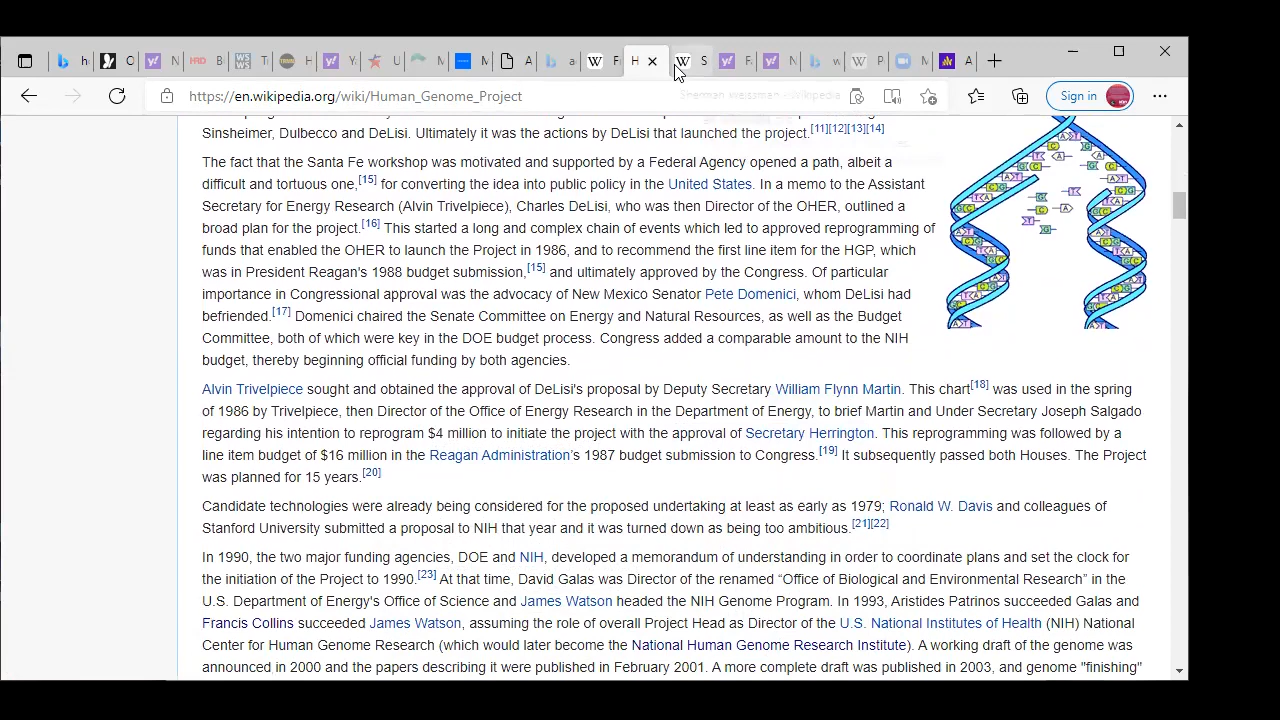 h O N HRD B WS T H Y U M M A a F H S F N w P M A
https://en.wikipedia.org/wiki/Human_Genome_Project
Sherman Weissman - Wikipedia
Sign in
Sinsheimer, Dulbecco and DeLisi. Ultimately it was the actions by DeLisi that launched the project.[11][12][13][14]
The fact that the Santa Fe workshop was motivated and supported by a Federal Agency opened a path, albeit a
difficult and tortuous one,[15] for converting the idea into public policy in the United States. In a memo to the Assistant
Secretary for Energy Research (Alvin Trivelpiece), Charles DeLisi, who was then Director of the OHER, outlined a
broad plan for the project.[16] This started a long and complex chain of events which led to approved reprogramming of
funds that enabled the OHER to launch the Project in 1986, and to recommend the first line item for the HGP, which
was in President Reagan's 1988 budget submission,[15] and ultimately approved by the Congress. Of particular
importance in Congressional approval was the advocacy of New Mexico Senator Pete Domenici, whom DeLisi had
befriended.[17] Domenici chaired the Senate Committee on Energy and Natural Resources, as well as the Budget
Committee, both of which were key in the DOE budget process. Congress added a comparable amount to the NIH
budget, thereby beginning official funding by both agencies.
Alvin Trivelpiece sought and obtained the approval of DeLisi's proposal by Deputy Secretary William Flynn Martin. This chart[18] was used in the spring
of 1986 by Trivelpiece, then Director of the Office of Energy Research in the Department of Energy, to brief Martin and Under Secretary Joseph Salgado
regarding his intention to reprogram $4 million to initiate the project with the approval of Secretary Herrington. This reprogramming was followed by a
line item budget of $16 million in the Reagan Administration's 1987 budget submission to Congress.[19] It subsequently passed both Houses. The Project
was planned for 15 years.[20]
Candidate technologies were already being considered for the proposed undertaking at least as early as 1979; Ronald W. Davis and colleagues of
Stanford University submitted a proposal to NIH that year and it was turned down as being too ambitious.[21][22]
In 1990, the two major funding agencies, DOE and NIH, developed a memorandum of understanding in order to coordinate plans and set the clock for
the initiation of the Project to 1990.[23] At that time, David Galas was Director of the renamed “Office of Biological and Environmental Research” in the
U.S. Department of Energy's Office of Science and James Watson headed the NIH Genome Program. In 1993, Aristides Patrinos succeeded Galas and
Francis Collins succeeded James Watson, assuming the role of overall Project Head as Director of the U.S. National Institutes of Health (NIH) National
Center for Human Genome Research (which would later become the National Human Genome Research Institute). A working draft of the genome was
announced in 2000 and the papers describing it were published in February 2001. A more complete draft was published in 2003, and genome "finishing"